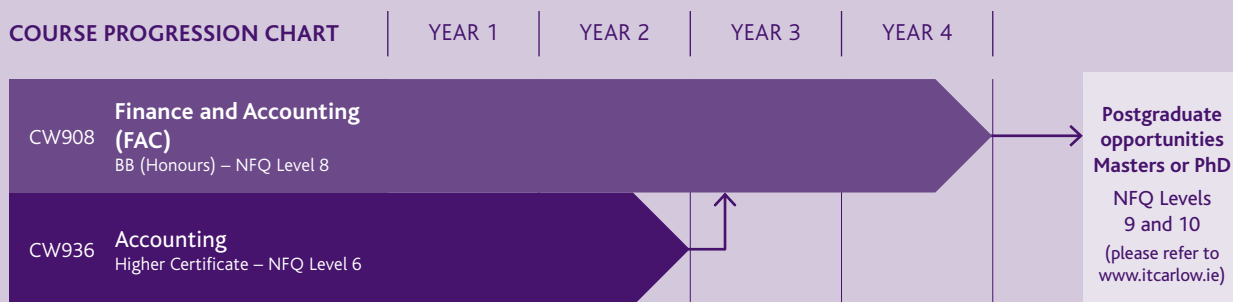 COURSE PROGRESSION CHART
YEAR 1
YEAR 2
YEAR 3
YEAR 4
CW908
Finance and Accounting
(FAC)
BB (Honours) – NFQ Level 8
CW936
Accounting
Higher Certificate – NFQ Level 6
Postgraduate
opportunities
Masters or PhD
NFQ Levels
9 and 10
(please refer to
www.itcarlow.ie)